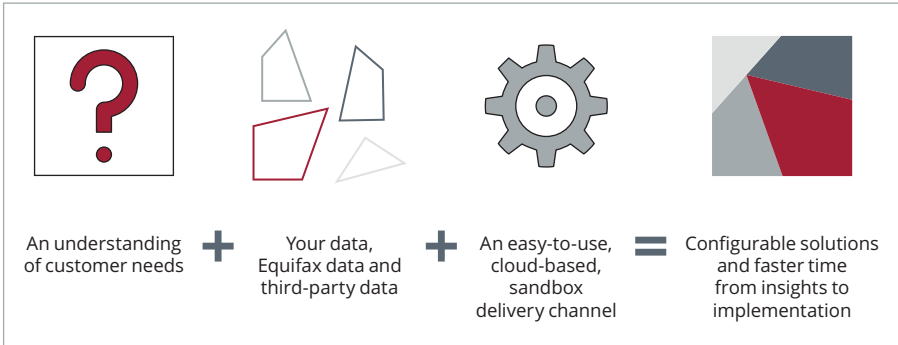 An understanding
of customer needs
+
Your data,
Equifax data and
third-party data
+
An easy-to-use,
cloud-based,
sandbox
delivery channel
=
Configurable solutions
and faster time
from insights to
implementation